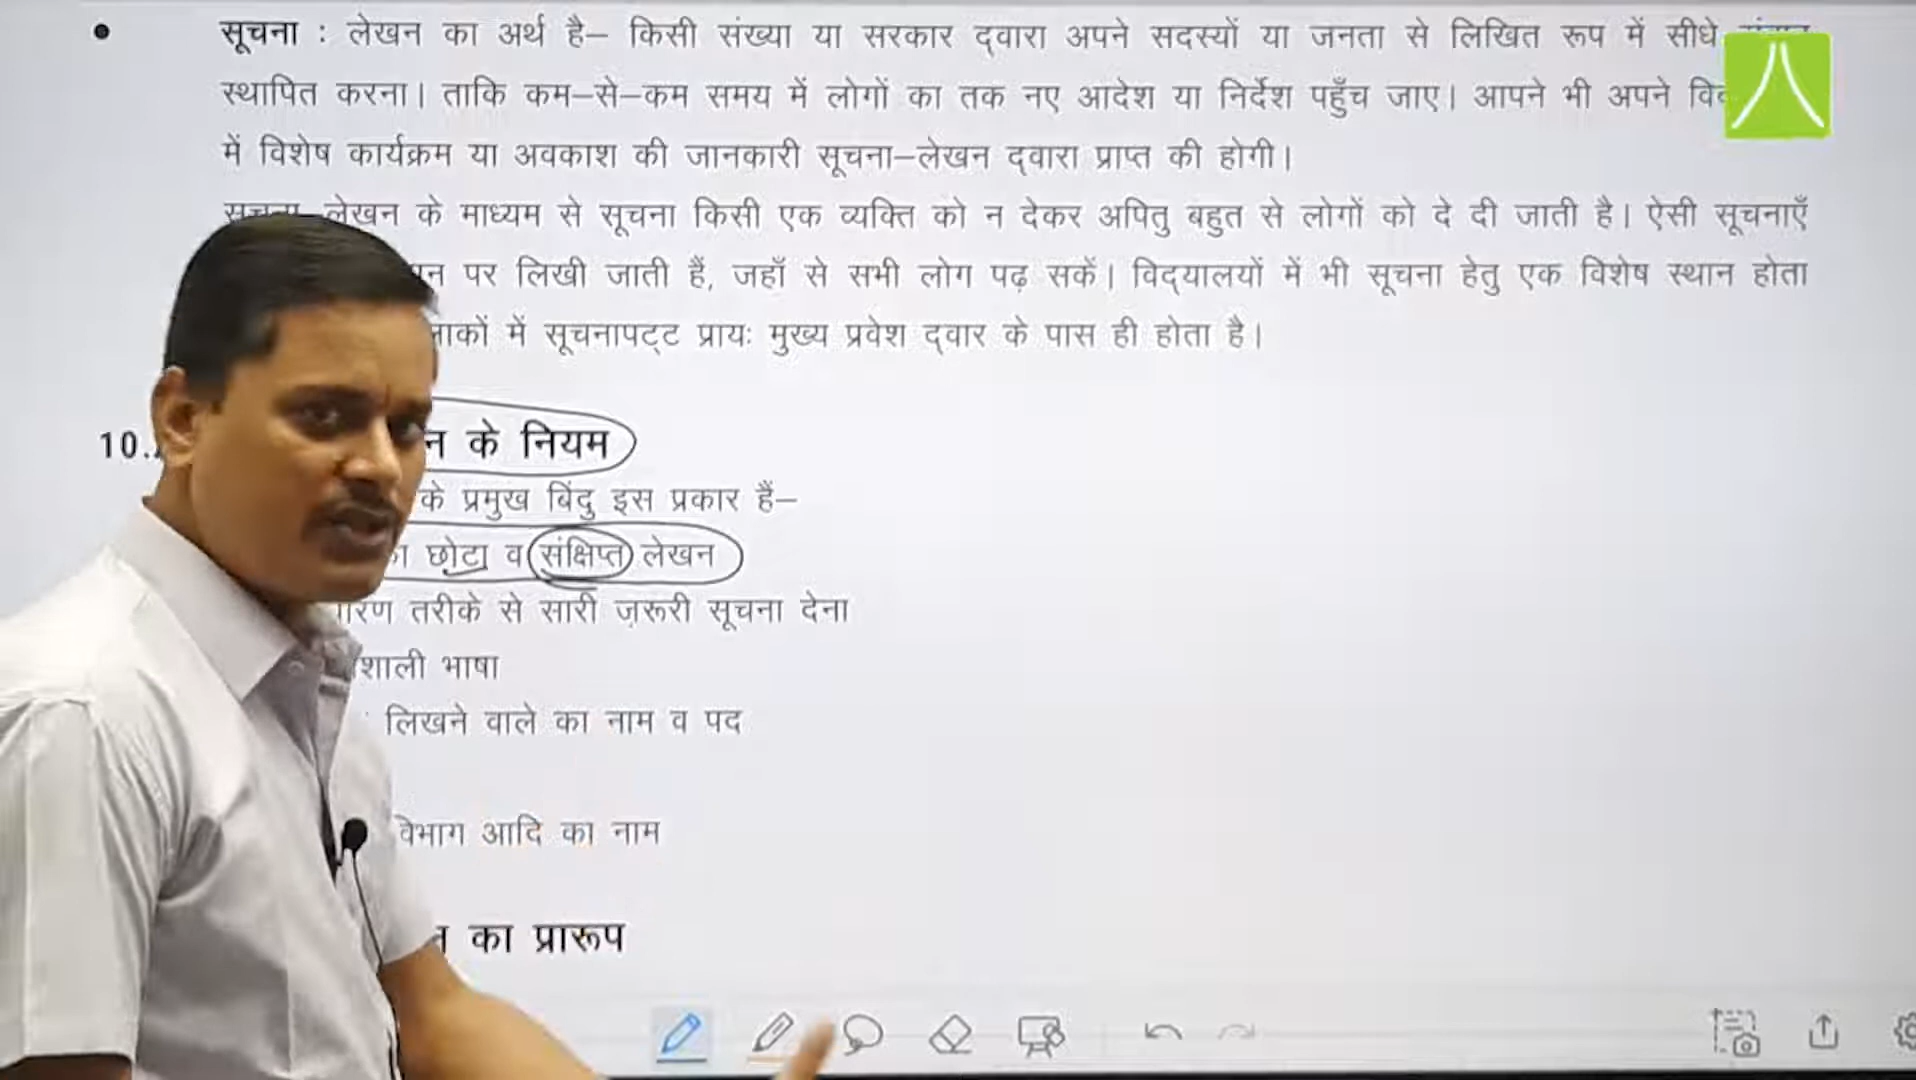 सूचना : लेखन का अर्थ है– किसी संख्या या सरकार द्वारा अपने सदस्यों या जनता से लिखित रूप में सीधे
स्थापित करना। ताकि कम–से–कम समय में लोगों का तक नए आदेश या निर्देश पहुँच जाए। आपने भी अपने
में विशेष कार्यक्रम या अवकाश की जानकारी सूचना–लेखन द्वारा प्राप्त की होगी।
सूचना–लेखन के माध्यम से सूचना किसी एक व्यक्ति को न देकर अपितु बहुत से लोगों को दे दी जाती है। ऐसी सूचनाएँ
पर लिखी जाती हैं, जहाँ से सभी लोग पढ़ सकें। विद्यालयों में भी सूचना हेतु एक विशेष स्थान होता
में सूचनापट्ट प्रायः मुख्य प्रवेश द्वार के पास ही होता है।
10. के नियम
के प्रमुख बिंदु इस प्रकार हैं–
छोटा व संक्षिप्त लेखन
तरीके से सारी ज़रूरी सूचना देना
भाषा
लिखने वाले का नाम व पद
आदि का नाम
का प्रारूप